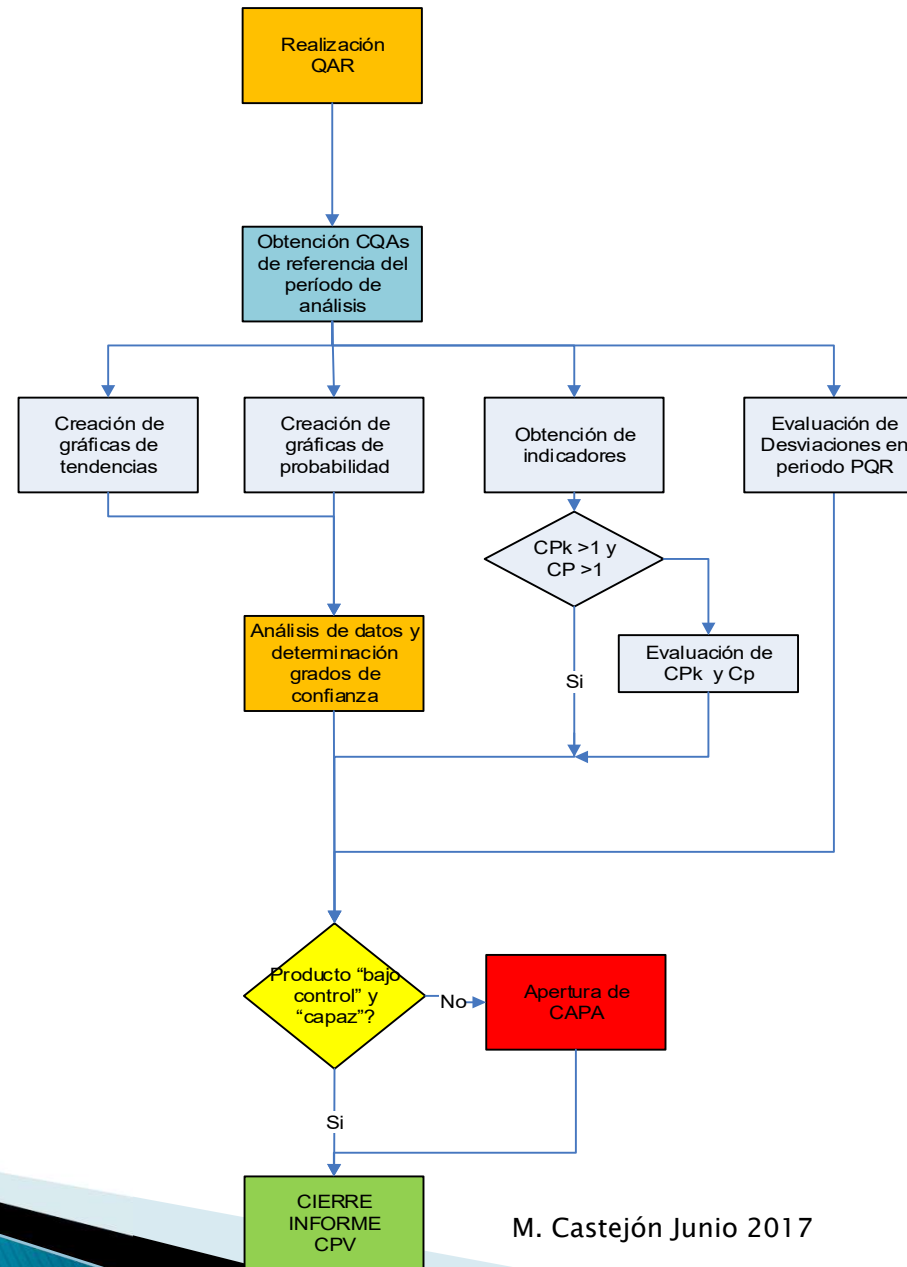 Realización
QAR
Obtención CQAs
de referencia del
período de
análisis
Creación de
gráficas de
tendencias
Creación de
gráficas de
probabilidad
Obtención de
indicadores
Evaluación de
Desviaciones en
periodo PQR
CPk >1 y
CP >1
Análisis de datos y
determinación
grados de
confianza
Evaluación de
CPk y Cp
Si
Producto “bajo
control” y
“capaz”?
No
Apertura de
CAPA
Si
CIERRE
INFORME
CPV
M. Castejón Junio 2017